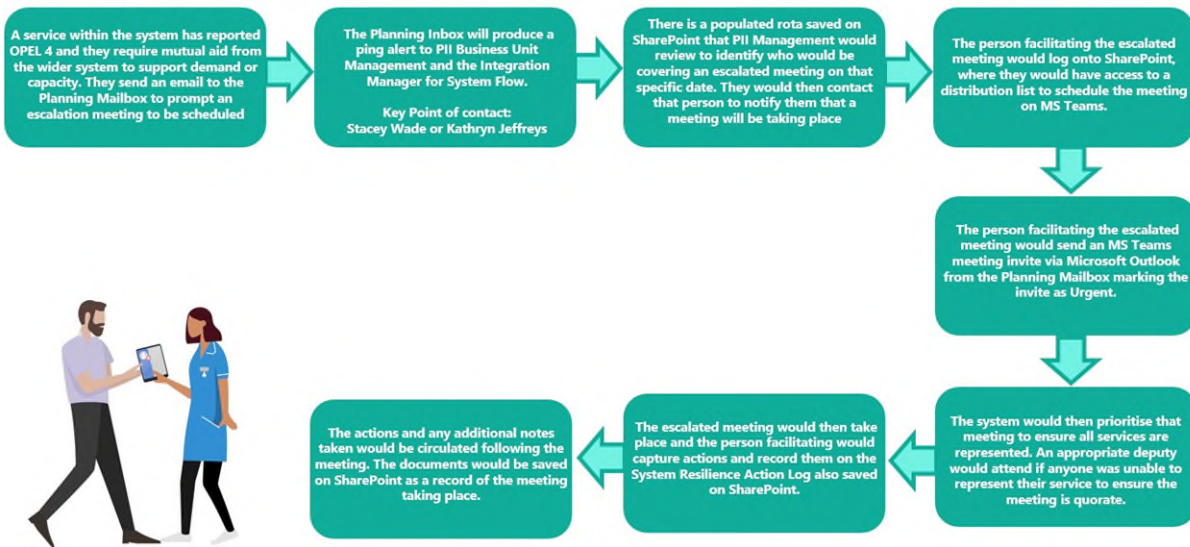 A service within the system has reported
OPEL 4 and they require mutual aid from
the wider system to support demand or
capacity. They send an email to the
Planning Mailbox to prompt an
escalation meeting to be scheduled
The Planning Inbox will produce a
ping alert to PII Business Unit
Management and the Integration
Manager for System Flow.
Key Point of contact:
Stacey Wade or Kathryn Jeffreys
There is a populated rota saved on
SharePoint that PII Management would
review to identify who would be
covering an escalated meeting on that
specific date. They would then contact
that person to notify them that a
meeting will be taking place
The person facilitating the escalated
meeting would log onto SharePoint,
where they would have access to a
distribution list to schedule the meeting
on MS Teams.
The person facilitating the escalated
meeting would send an MS Teams
meeting invite via Microsoft Outlook
from the Planning Mailbox marking the
invite as Urgent.
The system would then prioritise that
meeting to ensure all services are
represented. An appropriate deputy
would attend if anyone was unable to
represent their service to ensure the
meeting is quorate.
The escalated meeting would then take
place and the person facilitating would
capture actions and record them on the
System Resilience Action Log also saved
on SharePoint.
The actions and any additional notes
taken would be circulated following the
meeting. The documents would be saved
on SharePoint as a record of the meeting
taking place.